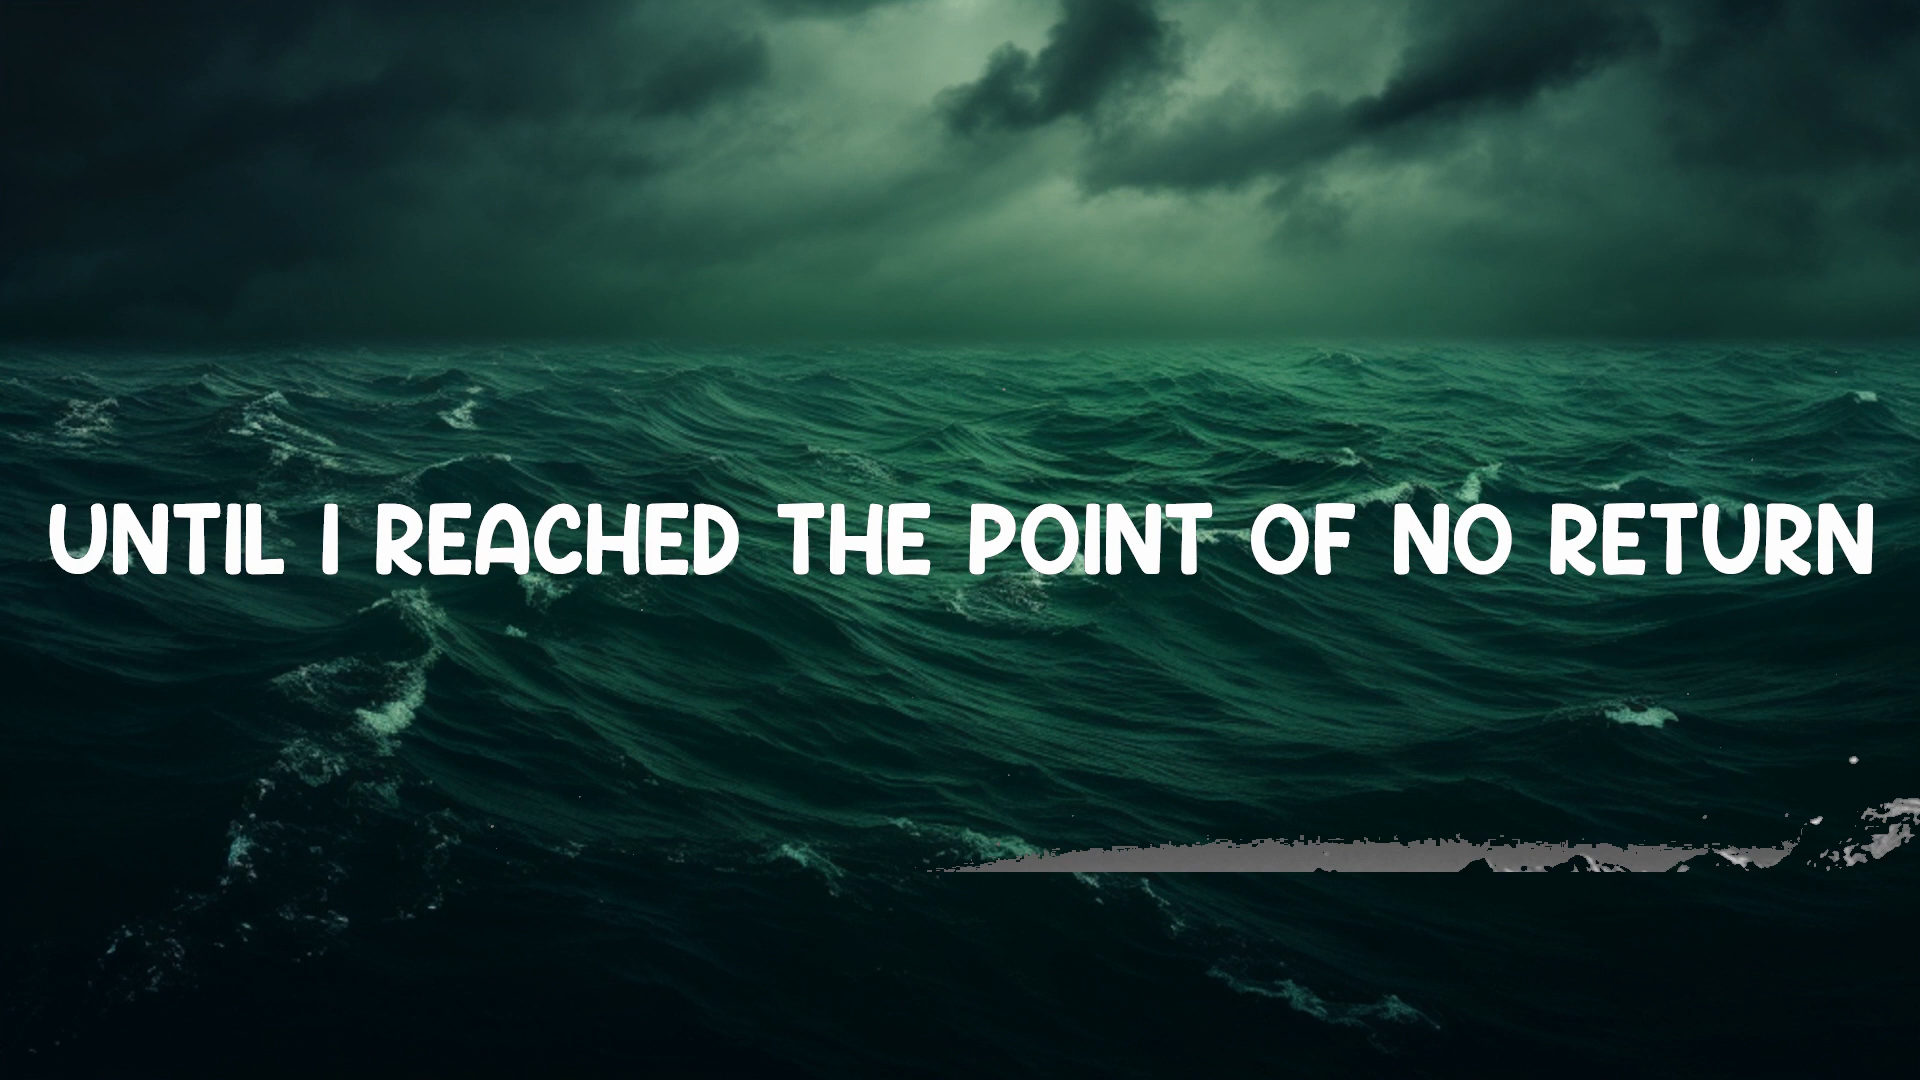 UNTIL I REACHED THE POINT OF NO RETURN